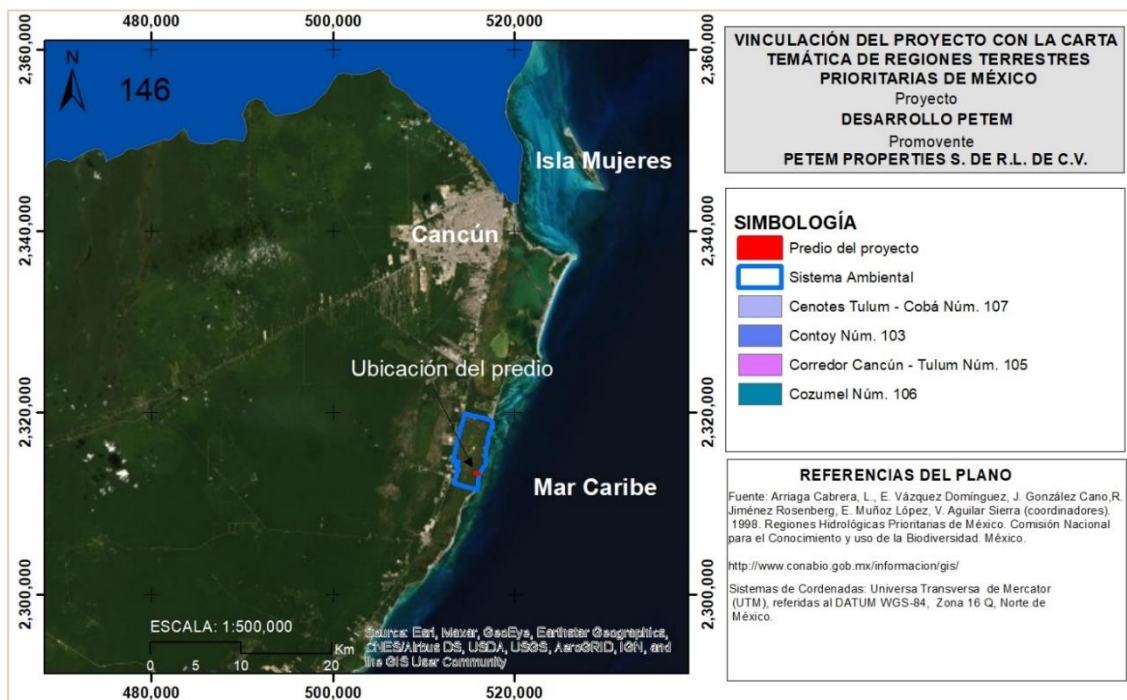 480,000
500,000
520,000
2,360,000
2,360,000
N
146
Isla Mujeres
2,340,000
2,340,000
Cancún
Ubicación del predio
2,320,000
2,320,000
Mar Caribe
2,300,000
2,300,000
ESCALA: 1:500,000
0 5 10 20 Km
Source: Esri, Maxar, GeoEye, Earthstar Geographics,
CNES/Airbus DS, USDA, USGS, AeroGRID, IGN, and
the GIS User Community
480,000
500,000
520,000
VINCULACIÓN DEL PROYECTO CON LA CARTA
TEMÁTICA DE REGIONES TERRESTRES
PRIORITARIAS DE MÉXICO
Proyecto
DESARROLLO PETEM
Promovente
PETEM PROPERTIES S. DE R.L. DE C.V.
SIMBOLOGÍA
Predio del proyecto
Sistema Ambiental
Cenotes Tulum - Cobá Núm. 107
Contoy Núm. 103
Corredor Cancún - Tulum Núm. 105
Cozumel Núm. 106
REFERENCIAS DEL PLANO
Fuente: Arriaga Cabrera, L., E. Vázquez Domínguez, J. González Cano,R.
Jiménez Rosenberg, E. Muñoz López, V. Aguilar Sierra (coordinadores).
1998. Regiones Hidrológicas Prioritarias de México. Comisión Nacional
para el Conocimiento y uso de la Biodiversidad. México.
http://www.conabio.gob.mx/informacion/gis/
Sistemas de Cordenadas: Universa Transversa de Mercator
(UTM), referidas al DATUM WGS-84, Zona 16 Q, Norte de
México.